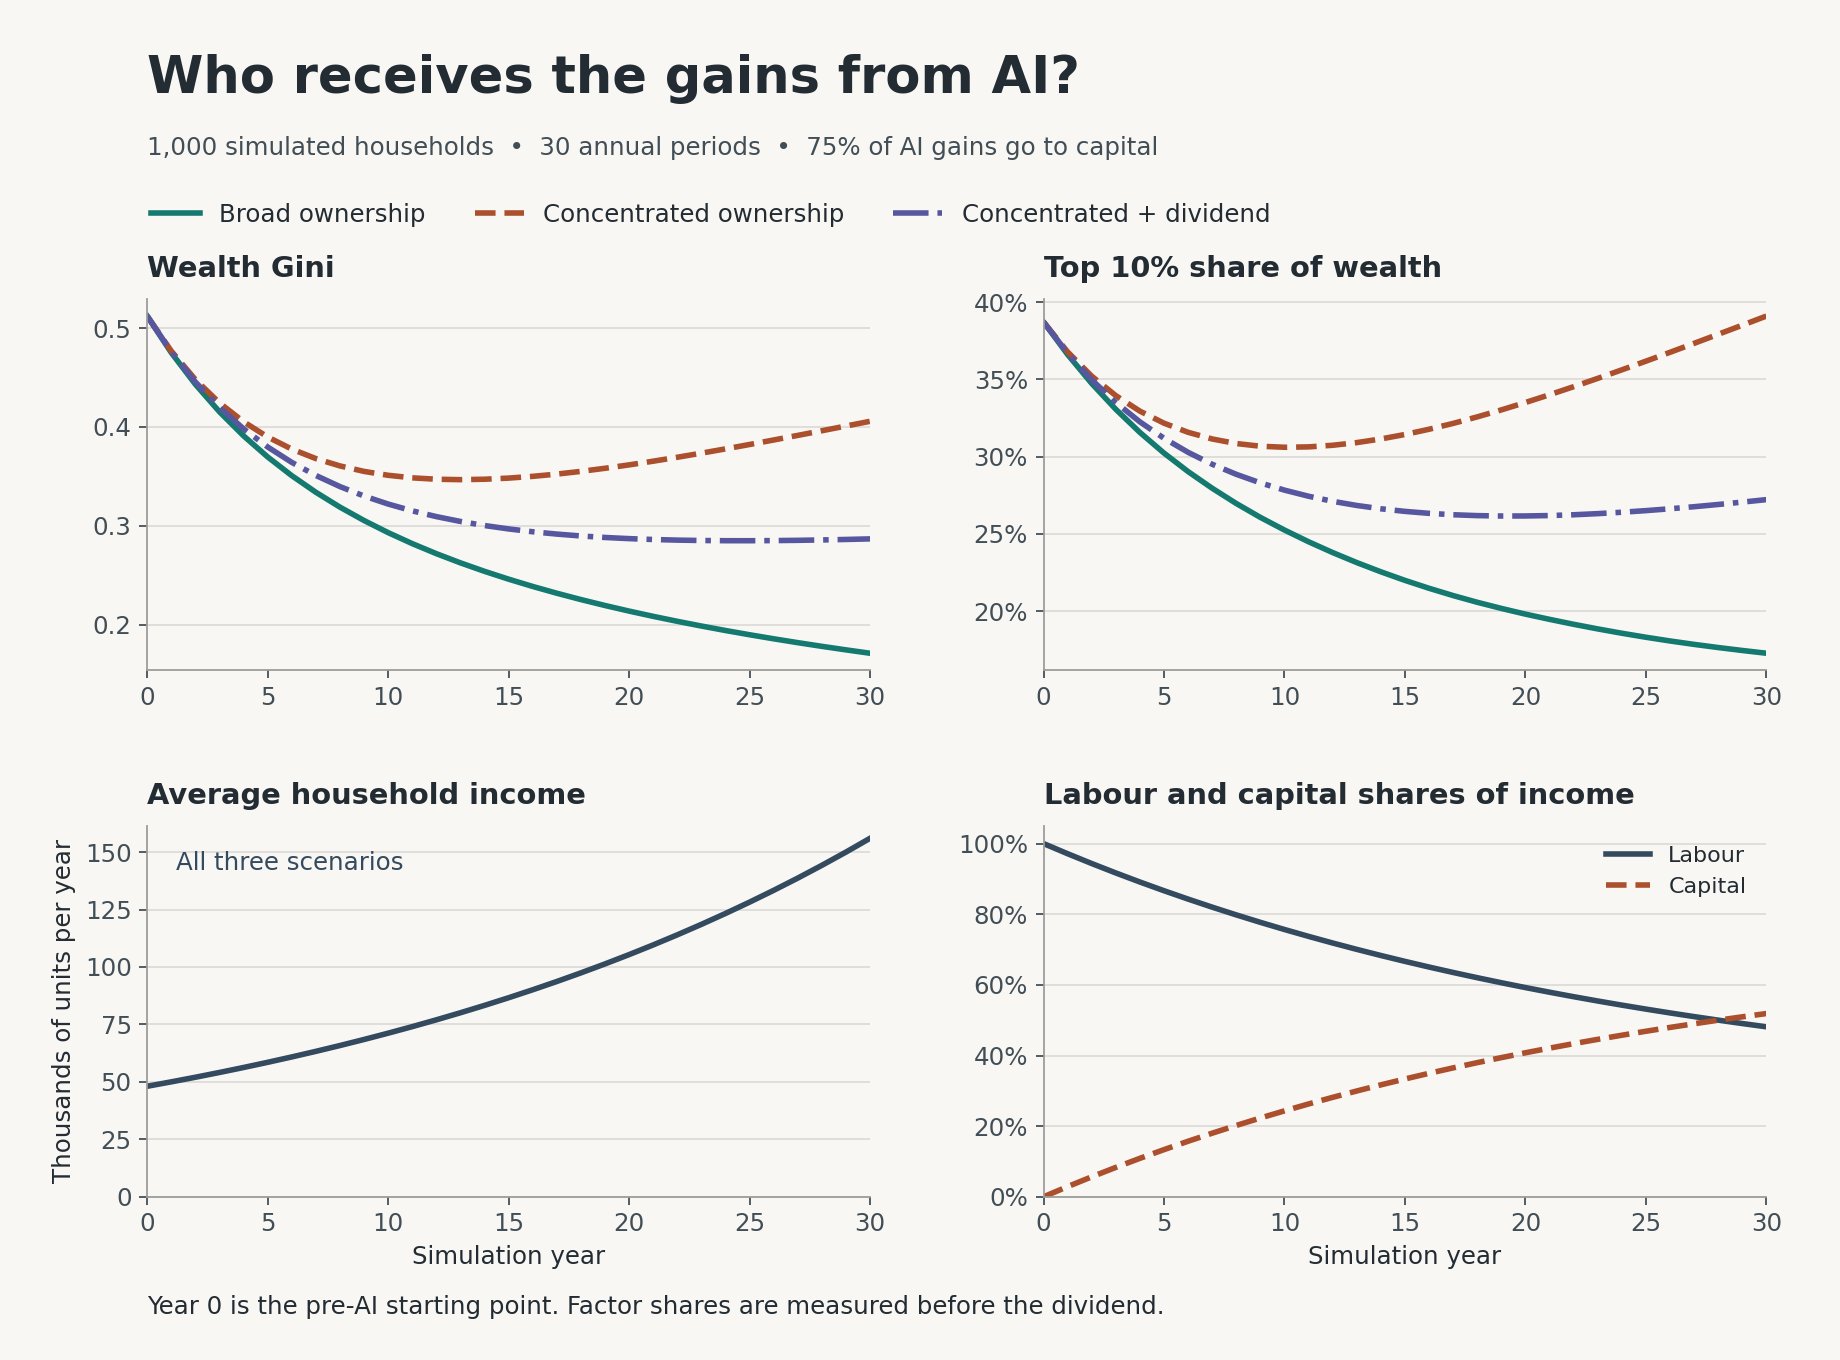 Who receives the gains from AI?
1,000 simulated households • 30 annual periods • 75% of AI gains go to capital
Broad ownership
Concentrated ownership
Concentrated + dividend
Wealth Gini
0.5
0.4
0.3
0.2
0 5 10 15 20 25 30
Top 10% share of wealth
40%
35%
30%
25%
20%
0 5 10 15 20 25 30
Average household income
Thousands of units per year
All three scenarios
150
125
100
75
50
25
0
0 5 10 15 20 25 30
Simulation year
Labour and capital shares of income
Labour
Capital
100%
80%
60%
40%
20%
0%
0 5 10 15 20 25 30
Simulation year
Year 0 is the pre-AI starting point. Factor shares are measured before the dividend.